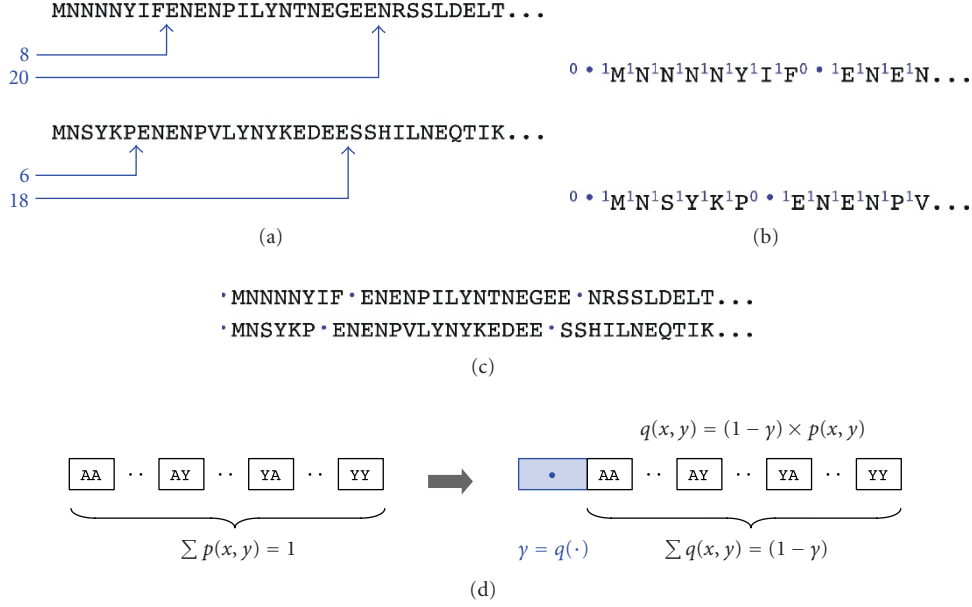 MNNNNYIFENENPILYNTNEGEENRSSLDELT...
8
20
MNSYKPENENPVLYNYKEDEESSHILNEQTIK...
6
18
(a)
0 • 1M1N1N1N1N1Y1I1F0 • 1E1N1E1N...
0 • 1M1N1S1Y1K1P0 • 1E1N1E1N1P1V...
(b)
·MNNNNYIF·ENENPILYNTNEGEE·NRSSLDELT...
·MNSYKP·ENENPVLYNYKEDEE·SSHILNEQTIK...
(c)
q(x, y) = (1 − γ) × p(x, y)
AA ·· AY ·· YA ·· YY
• AA ·· AY ·· YA ·· YY
∑ p(x, y) = 1
γ = q(·)
∑ q(x, y) = (1 − γ)
(d)